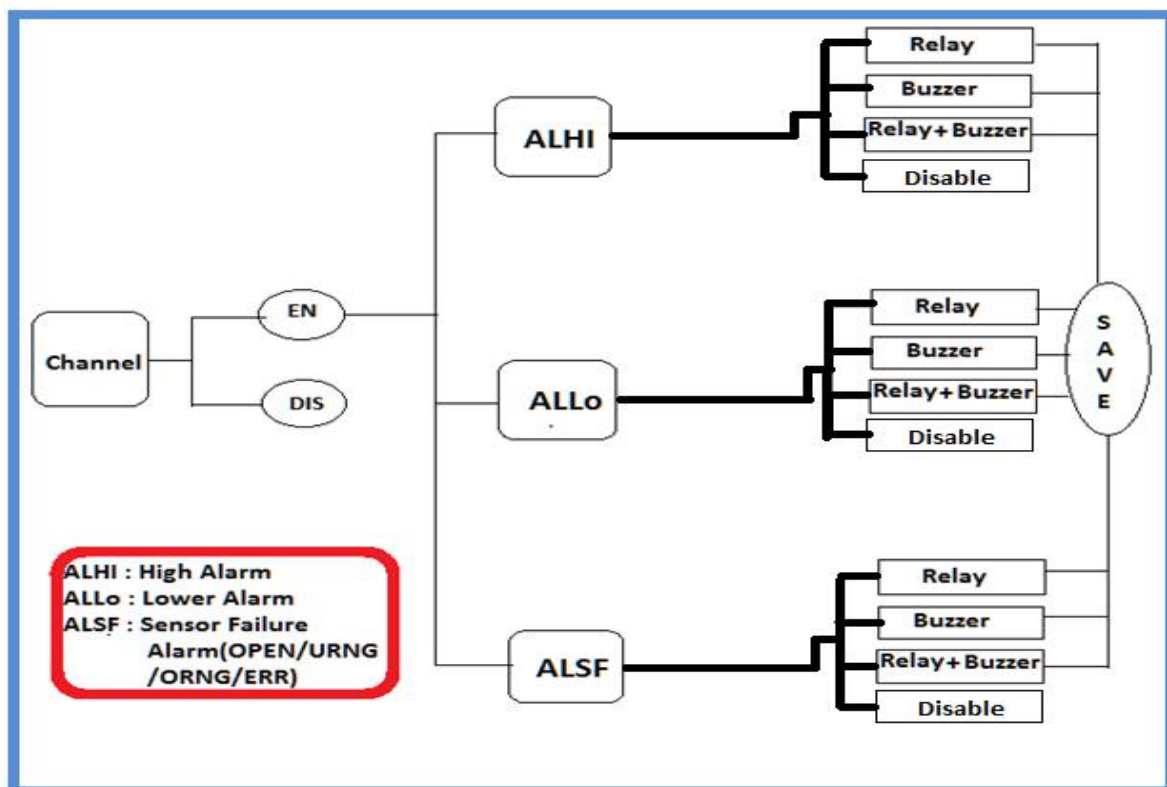 Relay
Buzzer
Relay+Buzzer
Disable
ALHI
Channel
EN
DIS
ALLo
Relay
Buzzer
Relay+Buzzer
Disable
S
A
V
E
ALHI : High Alarm
ALLo : Lower Alarm
ALSF : Sensor Failure
Alarm(OPEN/URNG
/ORNG/ERR)
ALSF
Relay
Buzzer
Relay+Buzzer
Disable